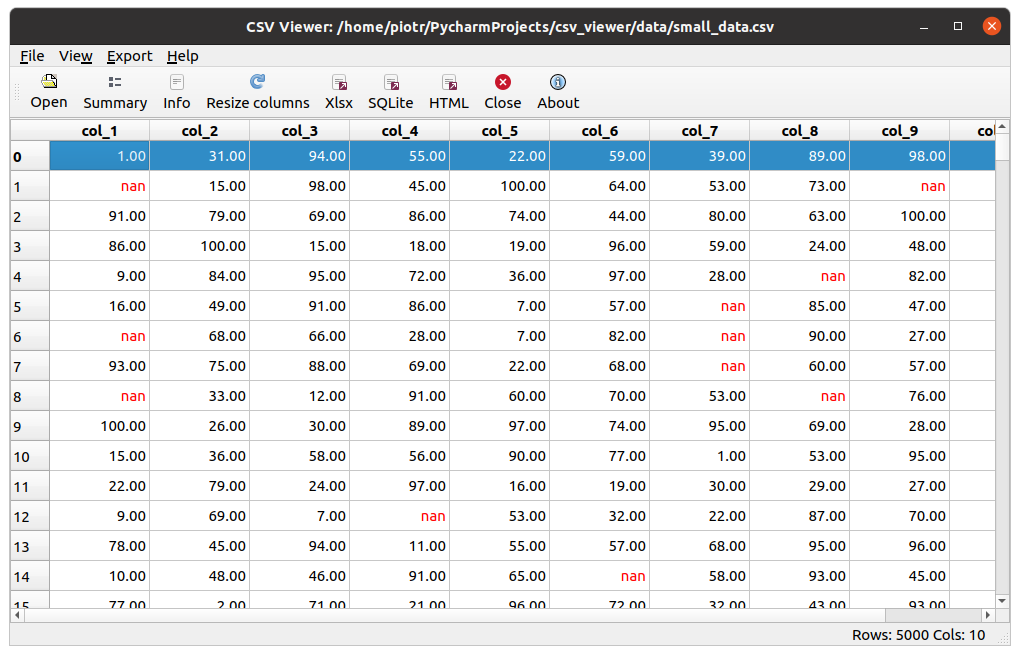 CSV Viewer: /home/piotr/PycharmProjects/csv_viewer/data/small_data.csv
File View Export Help
Open Summary Info Resize columns Xlsx SQLite HTML Close About
col_1 col_2 col_3 col_4 col_5 col_6 col_7 col_8 col_9 col
0 1.00 31.00 94.00 55.00 22.00 59.00 39.00 89.00 98.00
1 nan 15.00 98.00 45.00 100.00 64.00 53.00 73.00 nan
2 91.00 79.00 69.00 86.00 74.00 44.00 80.00 63.00 100.00
3 86.00 100.00 15.00 18.00 19.00 96.00 59.00 24.00 48.00
4 9.00 84.00 95.00 72.00 36.00 97.00 28.00 nan 82.00
5 16.00 49.00 91.00 86.00 7.00 57.00 nan 85.00 47.00
6 nan 68.00 66.00 28.00 7.00 82.00 nan 90.00 27.00
7 93.00 75.00 88.00 69.00 22.00 68.00 nan 60.00 57.00
8 nan 33.00 12.00 91.00 60.00 70.00 53.00 nan 76.00
9 100.00 26.00 30.00 89.00 97.00 74.00 95.00 69.00 28.00
10 15.00 36.00 58.00 56.00 90.00 77.00 1.00 53.00 95.00
11 22.00 79.00 24.00 97.00 16.00 19.00 30.00 29.00 27.00
12 9.00 69.00 7.00 nan 53.00 32.00 22.00 87.00 70.00
13 78.00 45.00 94.00 11.00 55.00 57.00 68.00 95.00 96.00
14 10.00 48.00 46.00 91.00 65.00 nan 58.00 93.00 45.00
15 77.00 2.00 71.00 21.00 96.00 72.00 32.00 43.00 93.00
Rows: 5000 Cols: 10